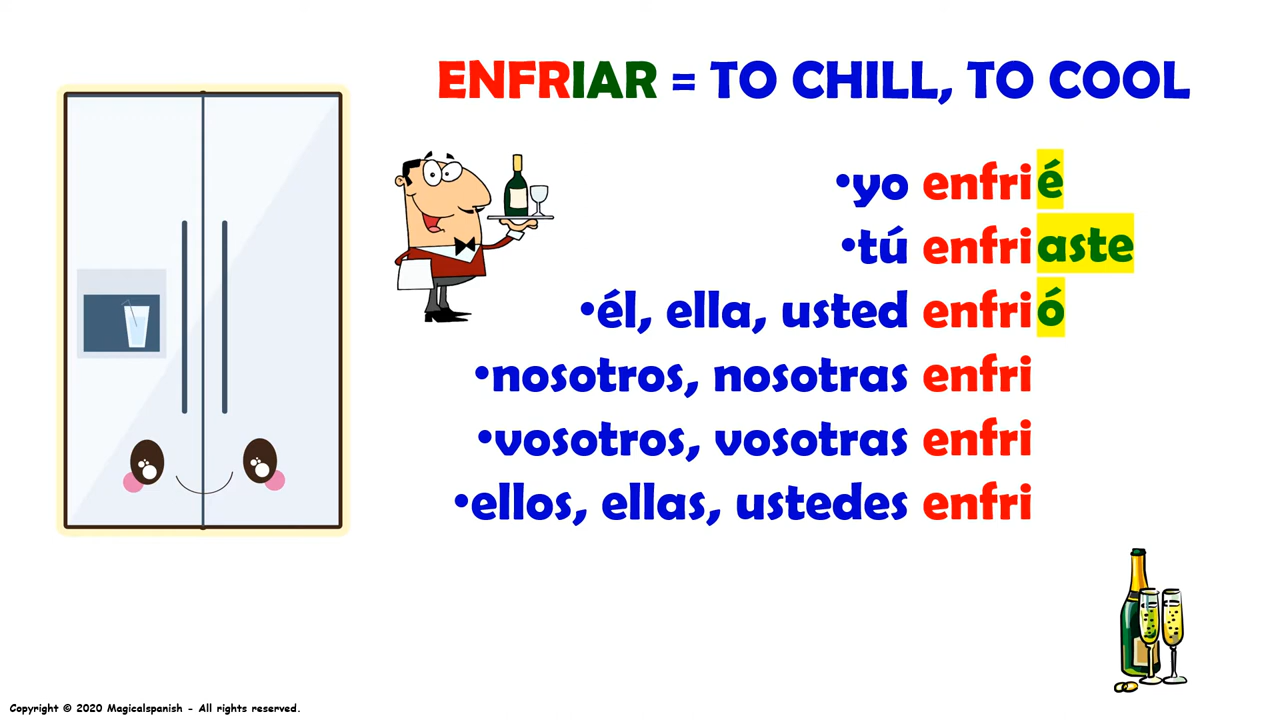 ENFRIAR = TO CHILL, TO COOL
•yo enfrié
•tú enfriaste
•él, ella, usted enfrió
•nosotros, nosotras enfri
•vosotros, vosotras enfri
•ellos, ellas, ustedes enfri
Copyright © 2020 Magicalspanish - All rights reserved.